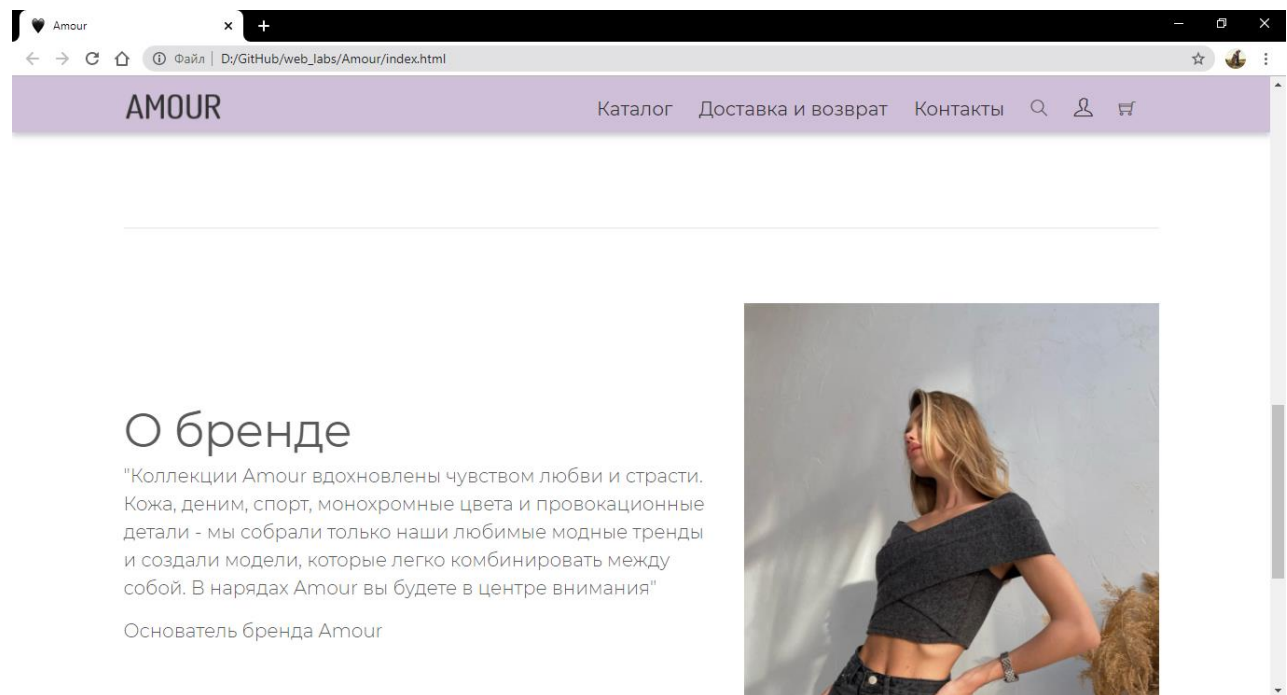 Amour
Файл | D:/GitHub/web_labs/Amour/index.html
AMOUR Каталог Доставка и возврат Контакты
О бренде
"Коллекции Amour вдохновлены чувством любви и страсти.
Кожа, деним, спорт, монохромные цвета и провокационные
детали - мы собрали только наши любимые модные тренды
и создали модели, которые легко комбинировать между
собой. В нарядах Amour вы будете в центре внимания"
Основатель бренда Amour